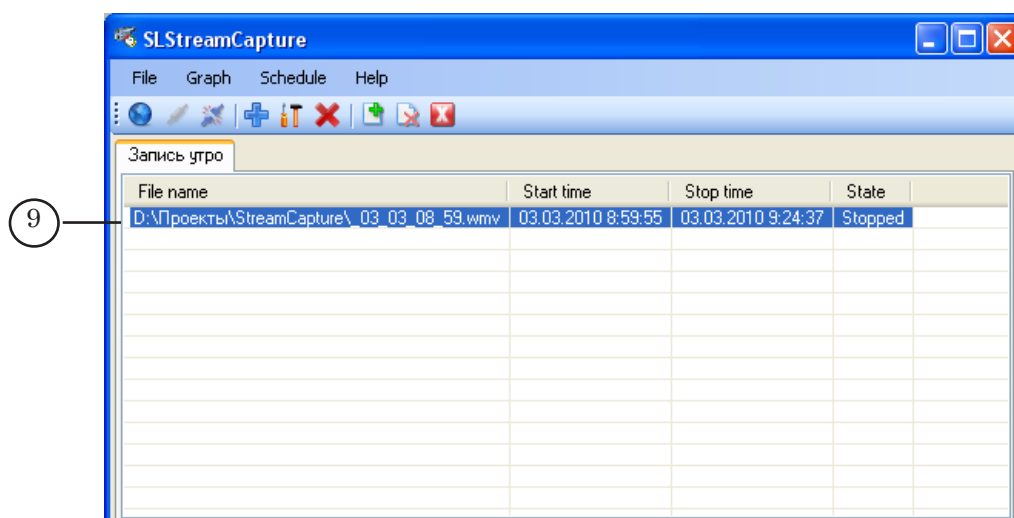 SLStreamCapture
File Graph Schedule Help
Запись утро
File name Start time Stop time State
9 D:\Проекты\StreamCapture\_03_03_08_59.wmv 03.03.2010 8:59:55 03.03.2010 9:24:37 Stopped